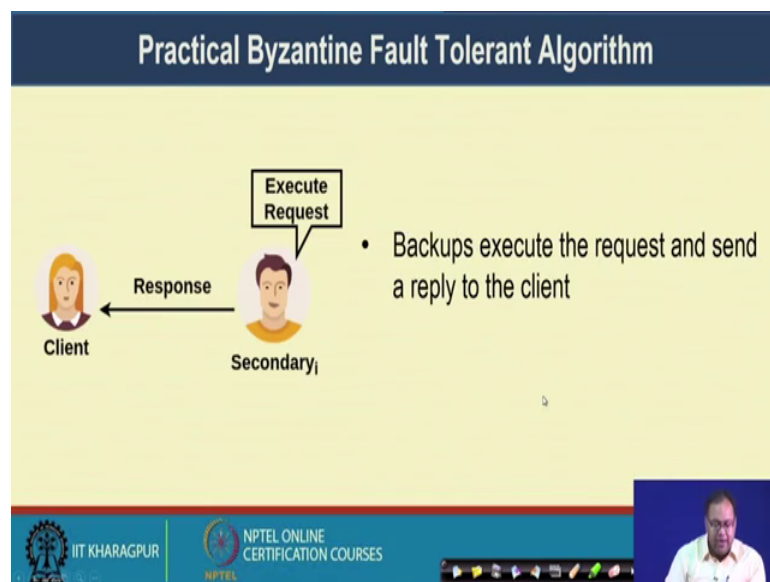 Practical Byzantine Fault Tolerant Algorithm
Execute
Request
• Backups execute the request and send
a reply to the client
Response
Client
Secondaryi
IIT KHARAGPUR
NPTEL
NPTEL ONLINE
CERTIFICATION COURSES